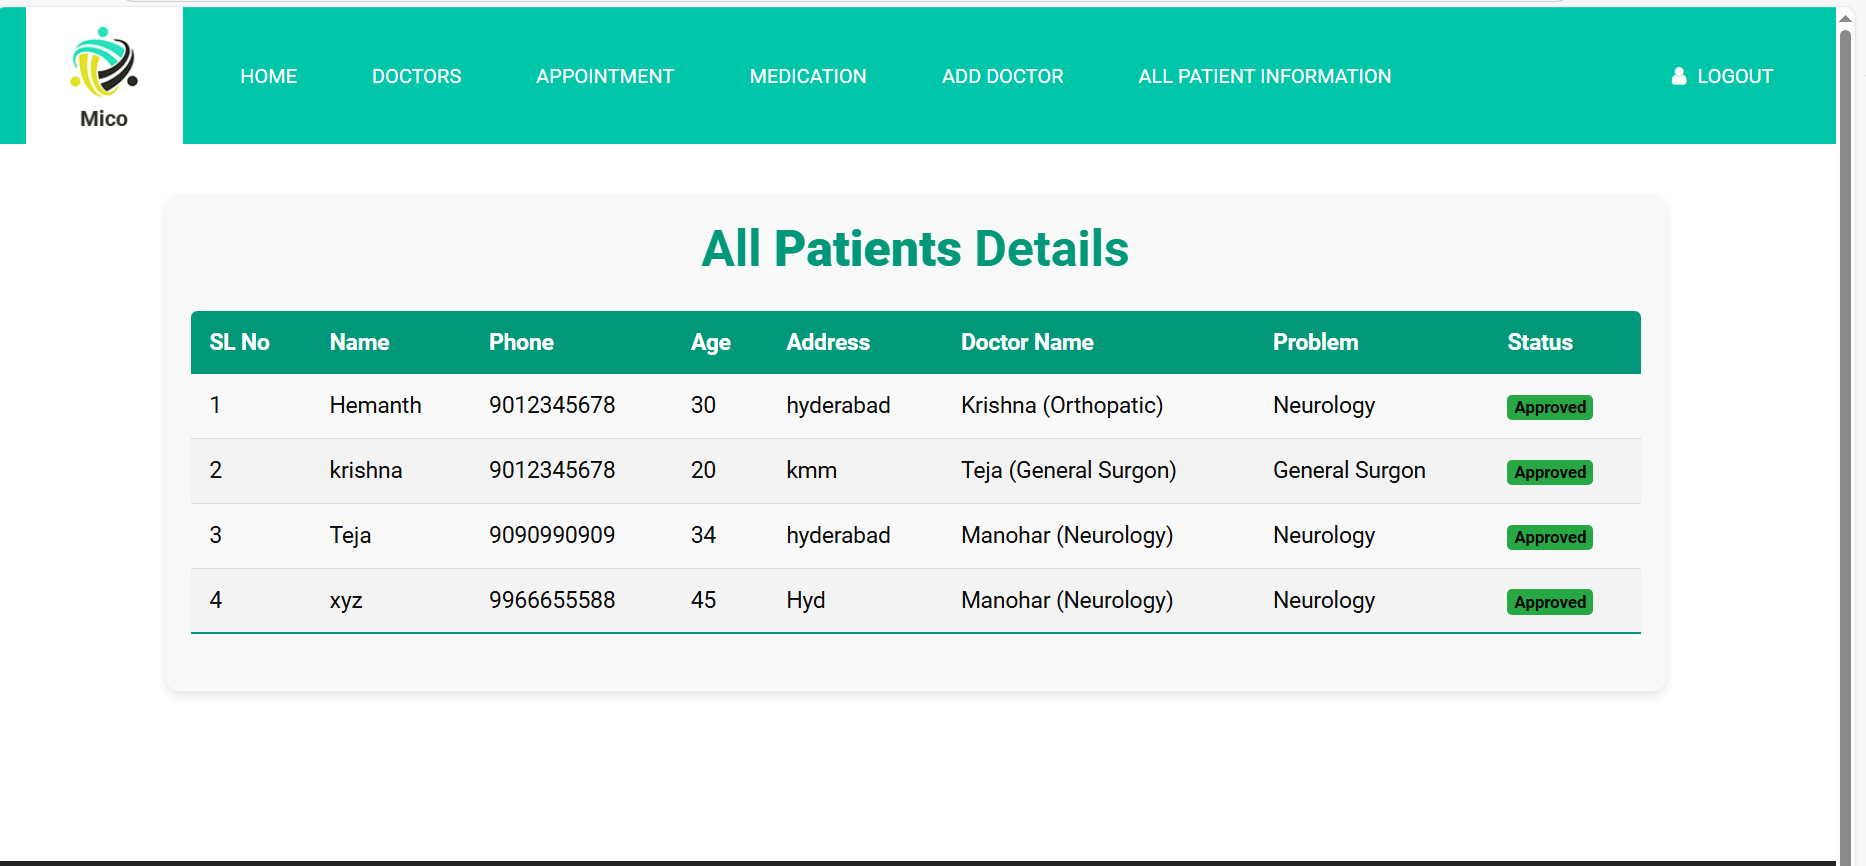 Mico
HOME DOCTORS APPOINTMENT MEDICATION ADD DOCTOR ALL PATIENT INFORMATION LOGOUT
All Patients Details
SL No Name Phone Age Address Doctor Name Problem Status
1 Hemanth 9012345678 30 hyderabad Krishna (Orthopatic) Neurology Approved
2 krishna 9012345678 20 kmm Teja (General Surgon) General Surgon Approved
3 Teja 9090990909 34 hyderabad Manohar (Neurology) Neurology Approved
4 xyz 9966655588 45 Hyd Manohar (Neurology) Neurology Approved